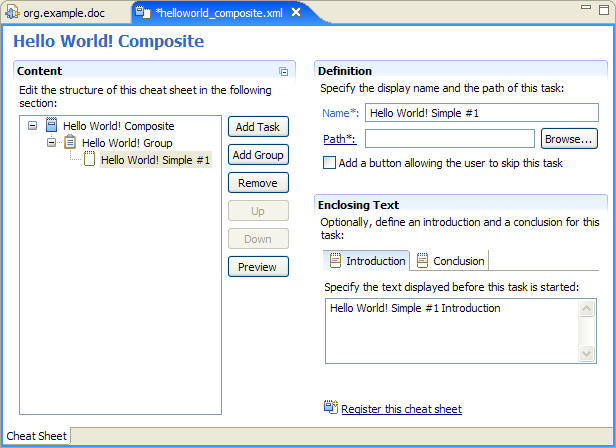 org.example.doc
*helloworld_composite.xml
Hello World! Composite
Content
Edit the structure of this cheat sheet in the following
section:
Hello World! Composite
Hello World! Group
Hello World! Simple #1
Add Task
Add Group
Remove
Up
Down
Preview
Definition
Specify the display name and the path of this task:
Name*: Hello World! Simple #1
Path*: Browse...
Add a button allowing the user to skip this task
Enclosing Text
Optionally, define an introduction and a conclusion for this
task:
Introduction Conclusion
Specify the text displayed before this task is started:
Hello World! Simple #1 Introduction
Register this cheat sheet
Cheat Sheet